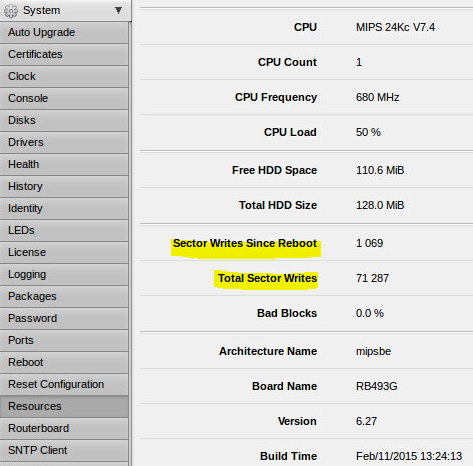 System ▼
Auto Upgrade
Certificates
Clock
Console
Disks
Drivers
Health
History
Identity
LEDs
License
Logging
Packages
Password
Ports
Reboot
Reset Configuration
Resources
Routerboard
SNTP Client
CPU MIPS 24Kc V7.4
CPU Count 1
CPU Frequency 680 MHz
CPU Load 50 %
Free HDD Space 110.6 MiB
Total HDD Size 128.0 MiB
Sector Writes Since Reboot 1 069
Total Sector Writes 71 287
Bad Blocks 0.0 %
Architecture Name mipsbe
Board Name RB493G
Version 6.27
Build Time Feb/11/2015 13:24:13